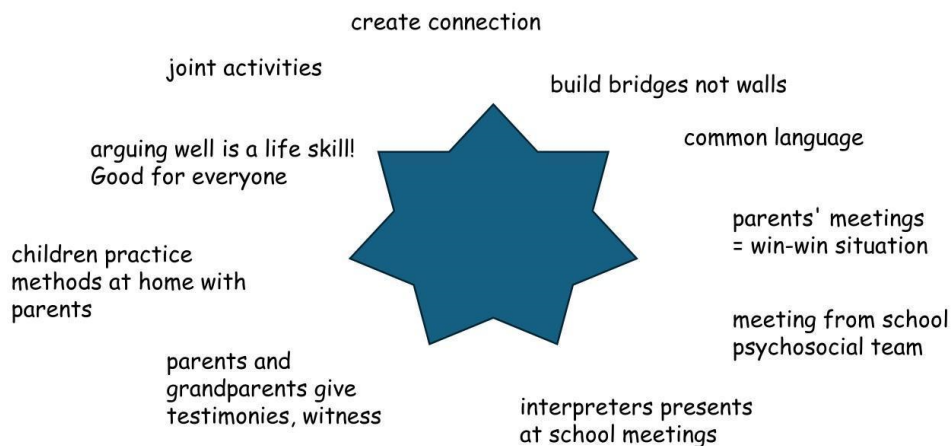 create connection
joint activities
build bridges not walls
common language
arguing well is a life skill!
Good for everyone
parents' meetings
= win-win situation
children practice
methods at home with
parents
meeting from school
psychosocial team
parents and
grandparents give
testimonies, witness
interpreters presents
at school meetings